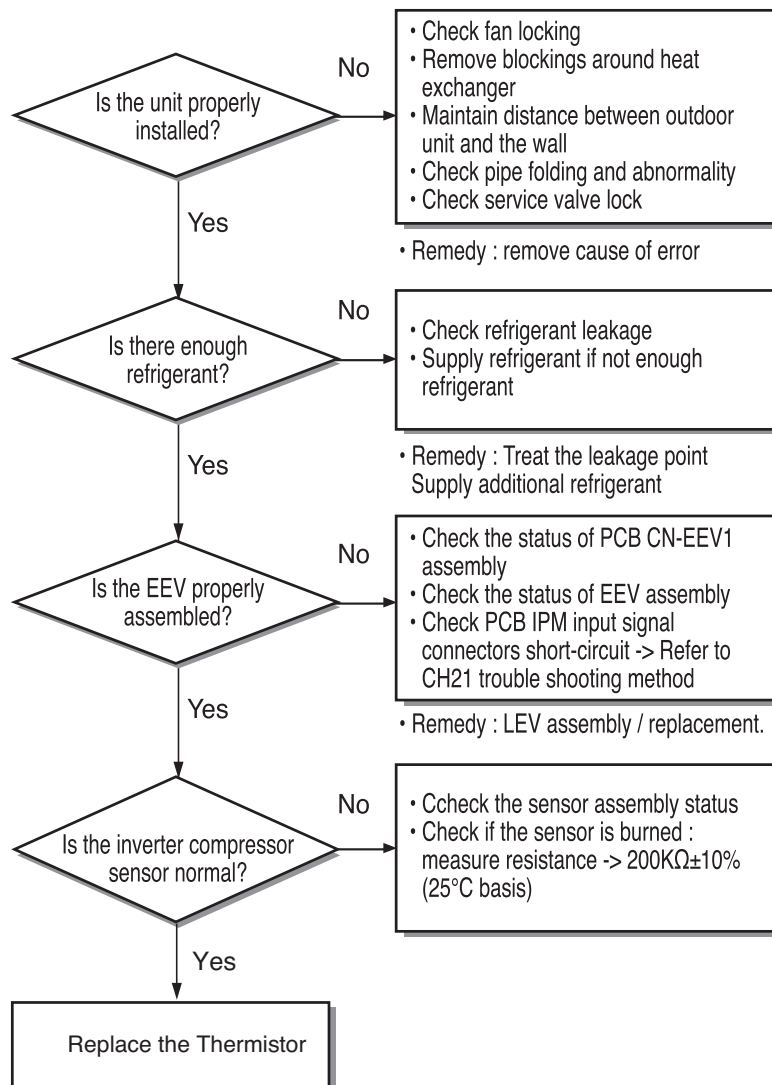 Is the unit properly
installed?
No
• Check fan locking
• Remove blockings around heat
exchanger
• Maintain distance between outdoor
unit and the wall
• Check pipe folding and abnormality
• Check service valve lock
• Remedy : remove cause of error
Yes
Is there enough
refrigerant?
No
• Check refrigerant leakage
• Supply refrigerant if not enough
refrigerant
• Remedy : Treat the leakage point
Supply additional refrigerant
Yes
Is the EEV properly
assembled?
No
• Check the status of PCB CN-EEV1
assembly
• Check the status of EEV assembly
• Check PCB IPM input signal
connectors short-circuit -> Refer to
CH21 trouble shooting method
• Remedy : LEV assembly / replacement.
Yes
Is the inverter compressor
sensor normal?
No
• Ccheck the sensor assembly status
• Check if the sensor is burned :
measure resistance -> 200KΩ±10%
(25°C basis)
Yes
Replace the Thermistor